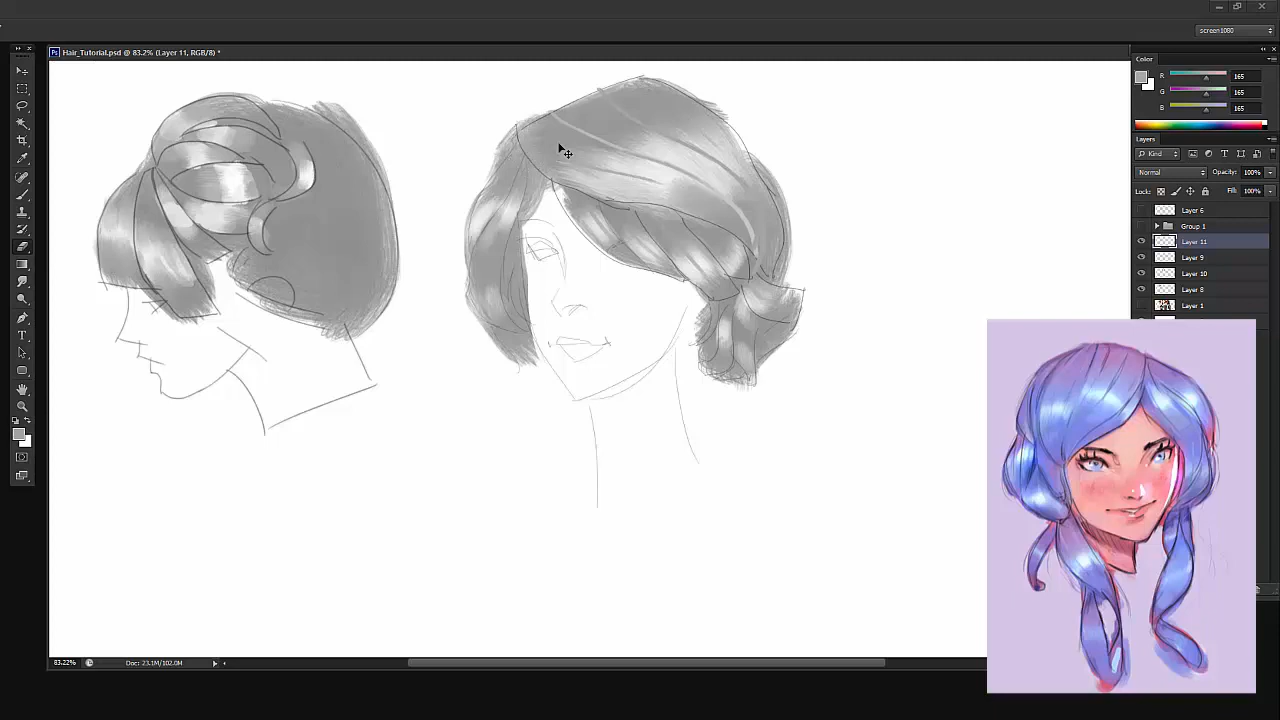 screen1080
Ps Hair_Tutorial.psd @ 83.2% (Layer 11, RGB/8) *
Color
R 165
G 165
B 165
Layers
Kind
Normal Opacity: 100%
Lock: Fill: 100%
Layer 6
Group 1
Layer 11
Layer 9
Layer 10
Layer 8
Layer 1
83.22% Doc: 23.1M/102.0M